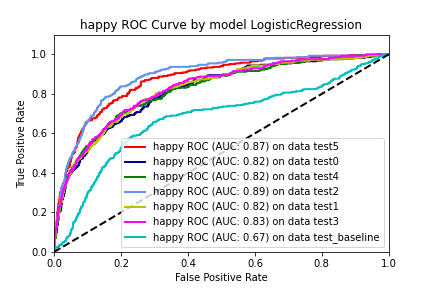 happy ROC Curve by model LogisticRegression
True Positive Rate
1.0
0.8
0.6
0.4
0.2
0.0
happy ROC (AUC: 0.87) on data test5
happy ROC (AUC: 0.82) on data test0
happy ROC (AUC: 0.82) on data test4
happy ROC (AUC: 0.89) on data test2
happy ROC (AUC: 0.82) on data test1
happy ROC (AUC: 0.83) on data test3
happy ROC (AUC: 0.67) on data test_baseline
0.0 0.2 0.4 0.6 0.8 1.0
False Positive Rate